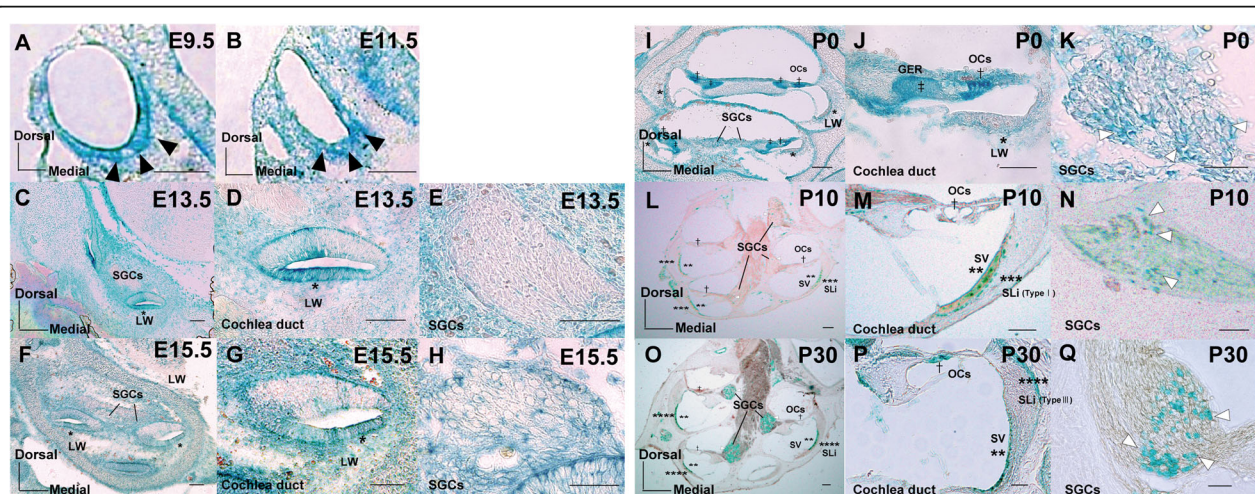 A
E9.5
Dorsal
Medial
B
E11.5
Dorsal
Medial
C
E13.5
SGCs
*
LW
Dorsal
Medial
D
E13.5
*
LW
Cochlea duct
E
E13.5
SGCs
F
E15.5
LW
SGCs
*
*
LW
Dorsal
Medial
G
E15.5
*
LW
Cochlea duct
H
E15.5
SGCs
I
P0
OCs
†
† †
*
*
LW
SGCs
Dorsal
†
†
*
*
Medial
J
P0
GER
OCs
‡
†
*
LW
Cochlea duct
K
P0
SGCs
L
P10
SGCs
†
OCs
†
***
**
**
***
SV
SLi
†
Dorsal
***
**
Medial
M
P10
OCs
†
SV
**
***
SLi (Type I)
Cochlea duct
N
P10
SGCs
O
P30
†
SGCs
OCs
†
****
**
SV
**
****
SLi
†
Dorsal
**
****
Medial
P
P30
†
OCs
****
SLi (Type III)
SV
**
Cochlea duct
Q
P30
SGCs